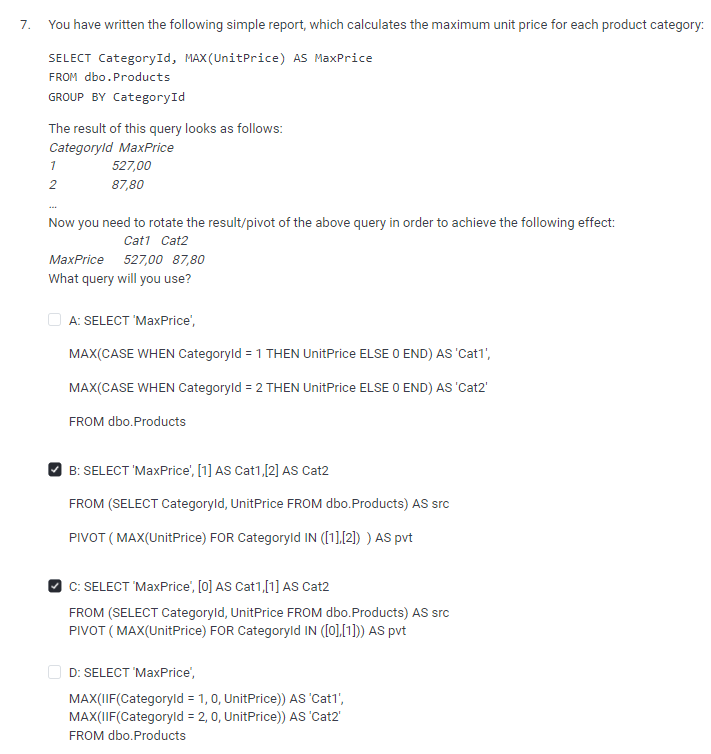 7. You have written the following simple report, which calculates the maximum unit price for each product category:
SELECT CategoryId, MAX(UnitPrice) AS MaxPrice
FROM dbo.Products
GROUP BY CategoryId
The result of this query looks as follows:
CategoryId MaxPrice
1 527,00
2 87,80
...
Now you need to rotate the result/pivot of the above query in order to achieve the following effect:
Cat1 Cat2
MaxPrice 527,00 87,80
What query will you use?
A: SELECT 'MaxPrice',
MAX(CASE WHEN CategoryId = 1 THEN UnitPrice ELSE 0 END) AS 'Cat1',
MAX(CASE WHEN CategoryId = 2 THEN UnitPrice ELSE 0 END) AS 'Cat2'
FROM dbo.Products
B: SELECT 'MaxPrice', [1] AS Cat1,[2] AS Cat2
FROM (SELECT CategoryId, UnitPrice FROM dbo.Products) AS src
PIVOT ( MAX(UnitPrice) FOR CategoryId IN ([1],[2]) ) AS pvt
C: SELECT 'MaxPrice', [0] AS Cat1,[1] AS Cat2
FROM (SELECT CategoryId, UnitPrice FROM dbo.Products) AS src
PIVOT ( MAX(UnitPrice) FOR CategoryId IN ([0],[1])) AS pvt
D: SELECT 'MaxPrice',
MAX(IIF(CategoryId = 1, 0, UnitPrice)) AS 'Cat1',
MAX(IIF(CategoryId = 2, 0, UnitPrice)) AS 'Cat2'
FROM dbo.Products